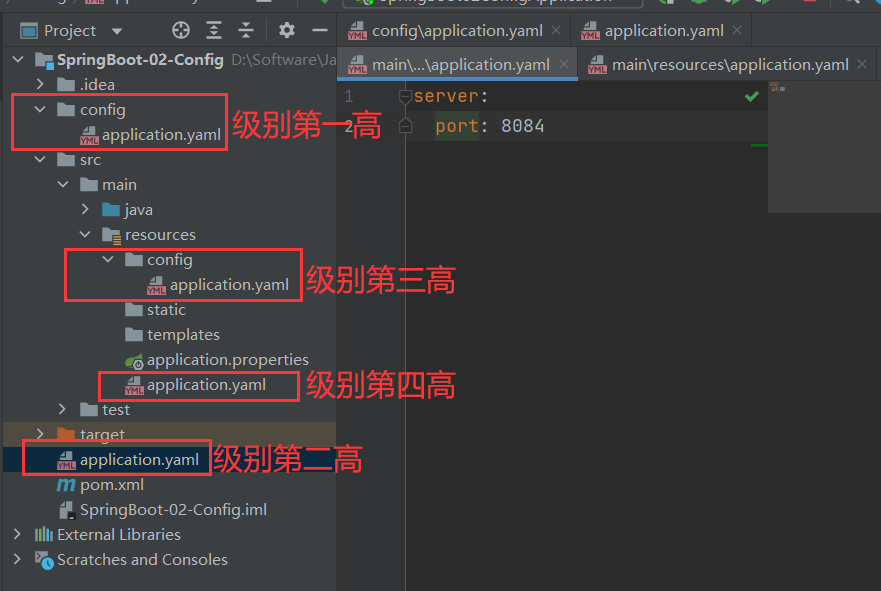 Project
config\application.yaml
application.yaml
SpringBoot-02-Config D:\Software\Ja
main\...\application.yaml
main\resources\application.yaml
.idea
1
server:
config
application.yaml
级别第一高
2
port: 8084
src
main
java
resources
config
application.yaml
级别第三高
static
templates
application.properties
application.yaml
级别第四高
test
target
application.yaml
级别第二高
pom.xml
SpringBoot-02-Config.iml
External Libraries
Scratches and Consoles